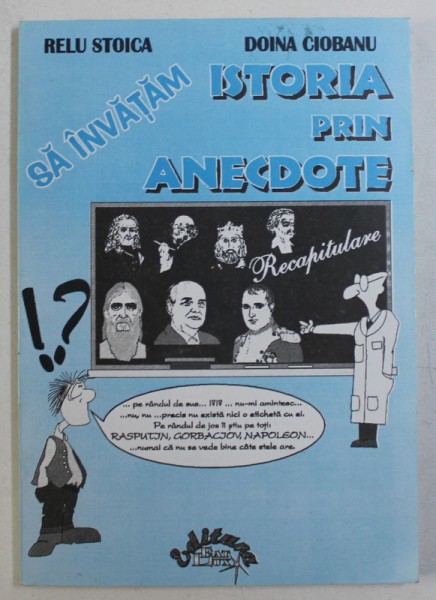 RELU STOICA
DOINA CIOBANU
SĂ ÎNVĂȚĂM
ISTORIA
PRIN
ANECDOTE
Recapitulare
!?
... pe rândul de sus... !?!? ... nu-mi amintesc...
...nu, nu ...precis nu există nici o etichetă cu ei.
Pe rândul de jos îi știu pe toți:
RASPUTIN, GORBACIOV, NAPOLEON...
...numai că nu se vede bine câte stele are.
Editura